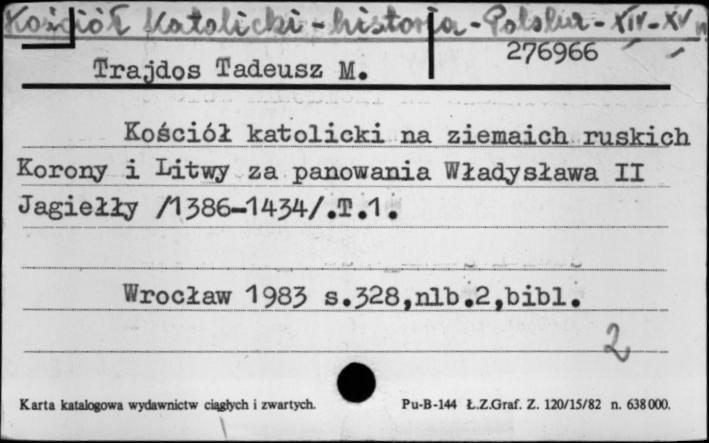 Kościół Katolicki - historia - Polska - XIV-XV w
276966
Trajdos Tadeusz M.
Kościół katolicki na ziemaich ruskich
Korony i Litwy za panowania Władysława II
Jagiełły /1386-1434/.T.1.
Wrocław 1983 s.328,nlb.2,bibl.
2
Karta katalogowa wydawnictw ciągłych i zwartych.
Pu-B-144 Ł.Z.Graf. Z. 120/15/82 n. 638000.